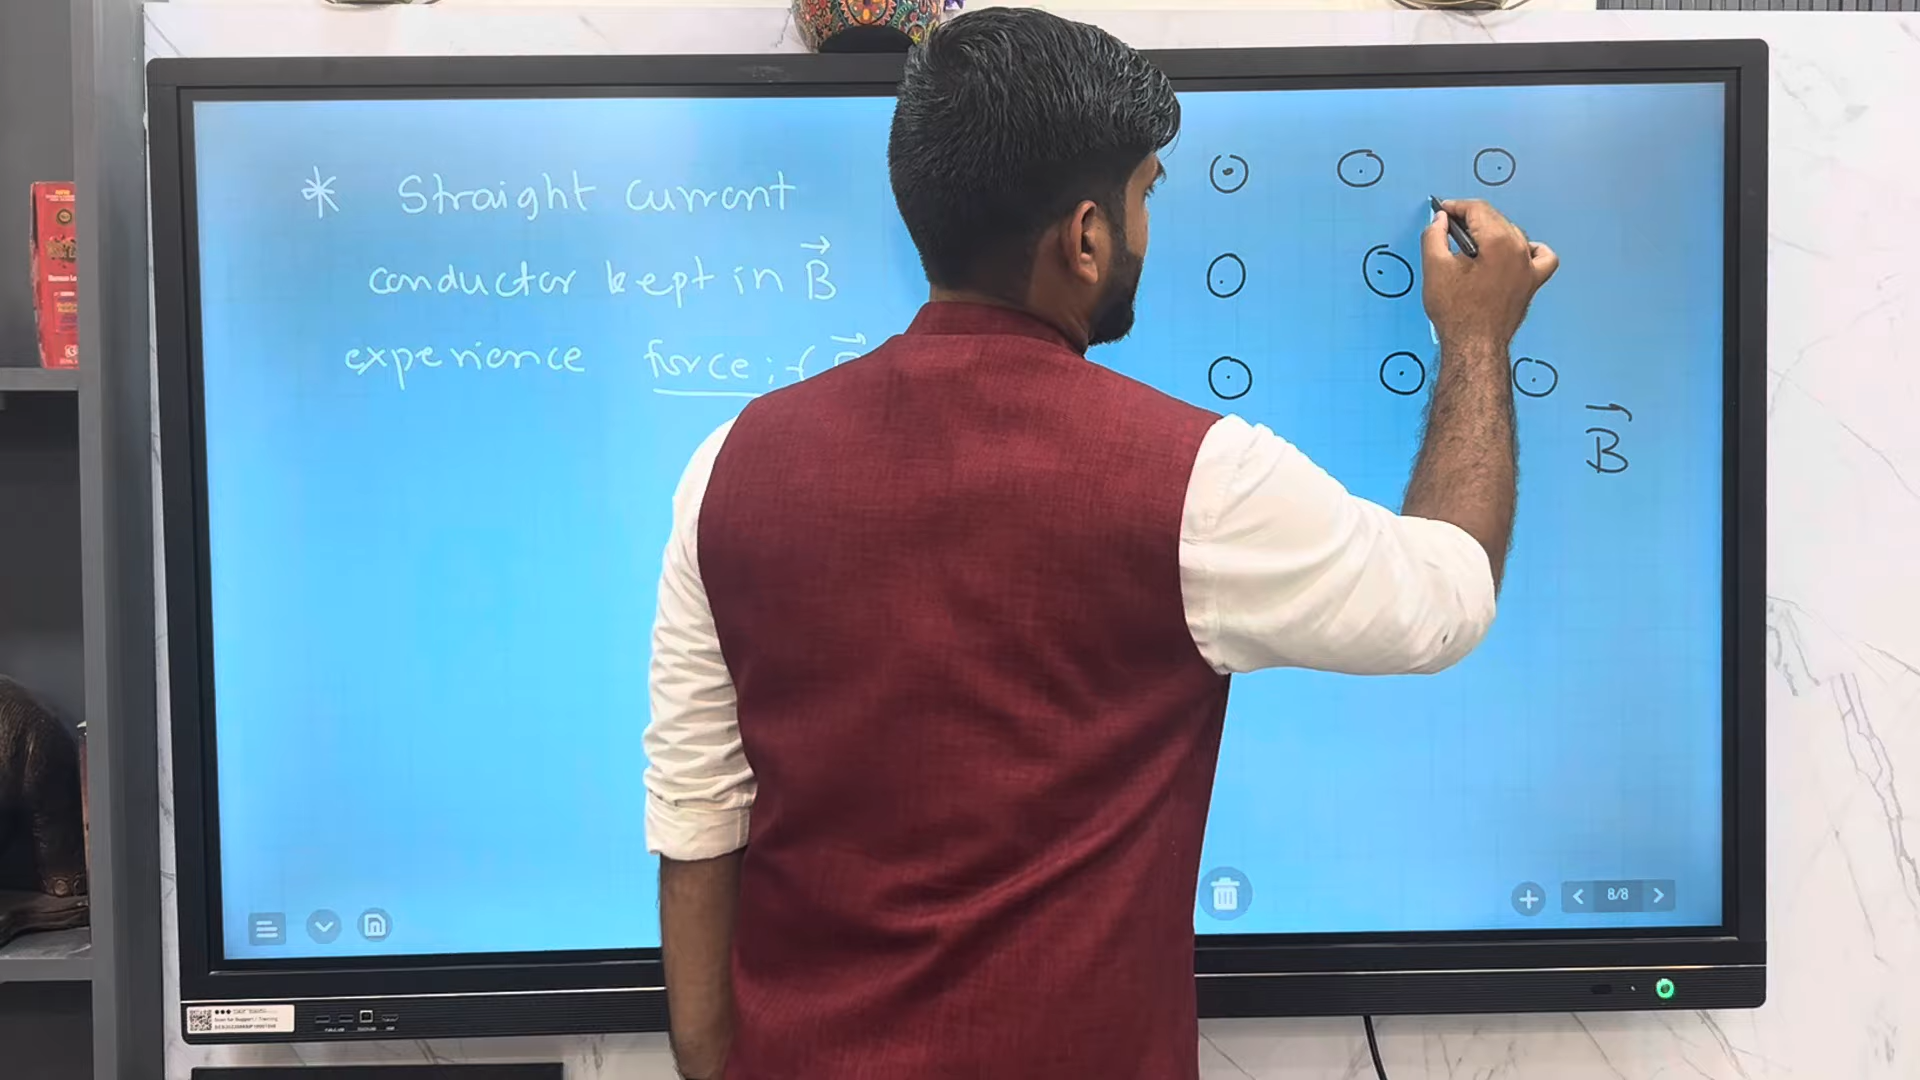 * Straight current
conductor kept in B
experience force :- (
B
8/8